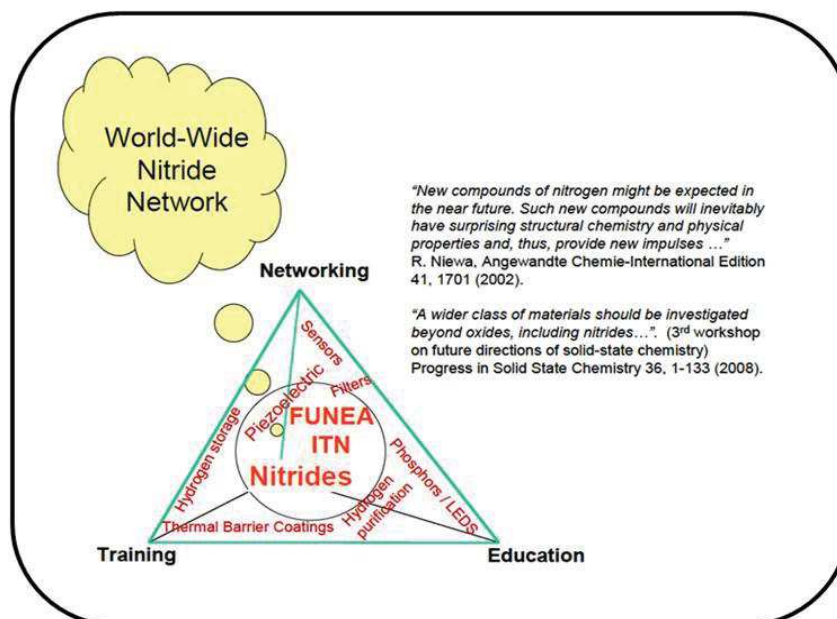 World-Wide
Nitride
Network
“New compounds of nitrogen might be expected in
the near future. Such new compounds will inevitably
have surprising structural chemistry and physical
properties and, thus, provide new impulses …”
R. Niewa, Angewandte Chemie-International Edition
41, 1701 (2002).
“A wider class of materials should be investigated
beyond oxides, including nitrides…”. (3rd workshop
on future directions of solid-state chemistry)
Progress in Solid State Chemistry 36, 1-133 (2008).
Networking
Sensors
Piezoelectric
Filters
FUNEA
ITN
Nitrides
Hydrogen storage
Phosphors / LEDS
Hydrogen
purification
Thermal Barrier Coatings
Training
Education